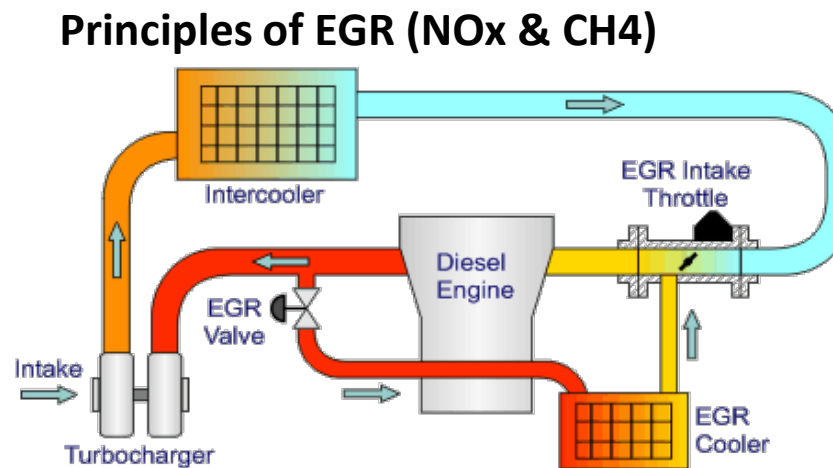 Principles of EGR (NOx & CH4)
Intercooler
EGR Intake
Throttle
Diesel
Engine
EGR
Valve
Intake
Turbocharger
EGR
Cooler